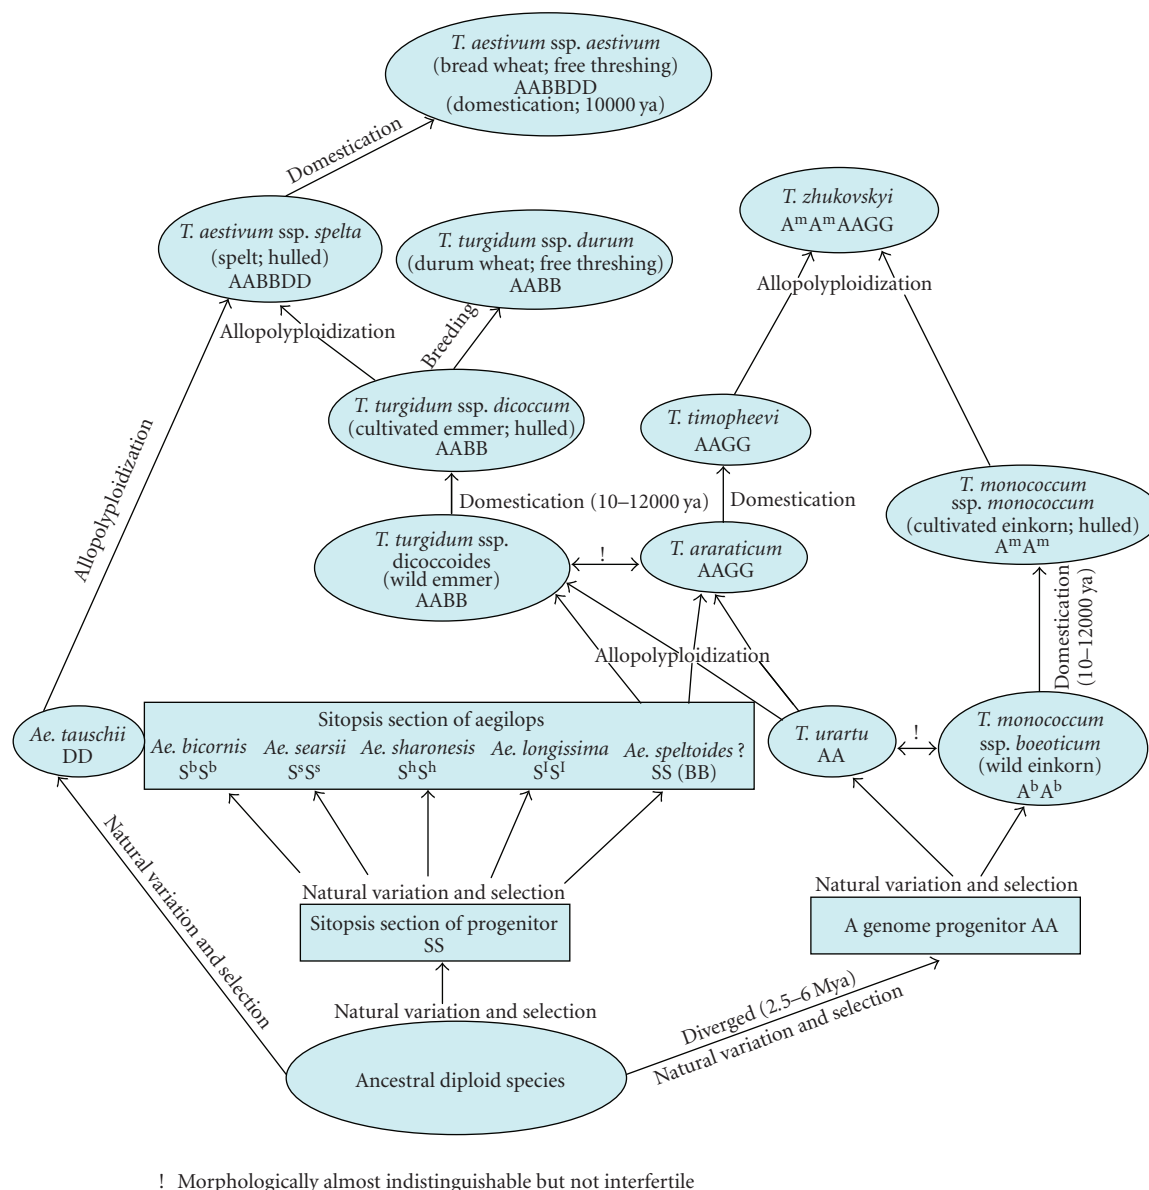 T. aestivum ssp. aestivum
(bread wheat; free threshing)
AABBDD
(domestication; 10000 ya)
Domestication
T. aestivum ssp. spelta
(spelt; hulled)
AABBDD
T. turgidum ssp. durum
(durum wheat; free threshing)
AABB
T. zhukovskyi
AᵐAᵐAAGG
Allopolyploidization
Breeding
Allopolyploidization
Allopolyploidization
T. turgidum ssp. dicoccum
(cultivated emmer; hulled)
AABB
T. timopheevi
AAGG
T. monococcum
ssp. monococcum
(cultivated einkorn; hulled)
AᵐAᵐ
Domestication (10–12000 ya)
Domestication
T. turgidum ssp.
dicoccoides
(wild emmer)
AABB
!
T. araraticum
AAGG
Domestication
(10–12000 ya)
Allopolyploidization
Ae. tauschii
DD
Sitopsis section of aegilops
Ae. bicornis Ae. searsii Ae. sharonesis Ae. longissima Ae. speltoides ?
SᵇSᵇ SˢSˢ SʰSʰ SᴵSᴵ SS (BB)
T. urartu
AA
!
T. monococcum
ssp. boeoticum
(wild einkorn)
AᵇAᵇ
Natural variation and selection
Natural variation and selection
Natural variation and selection
Sitopsis section of progenitor
SS
A genome progenitor AA
Natural variation and selection
Diverged (2.5–6 Mya)
Natural variation and selection
Ancestral diploid species
! Morphologically almost indistinguishable but not interfertile